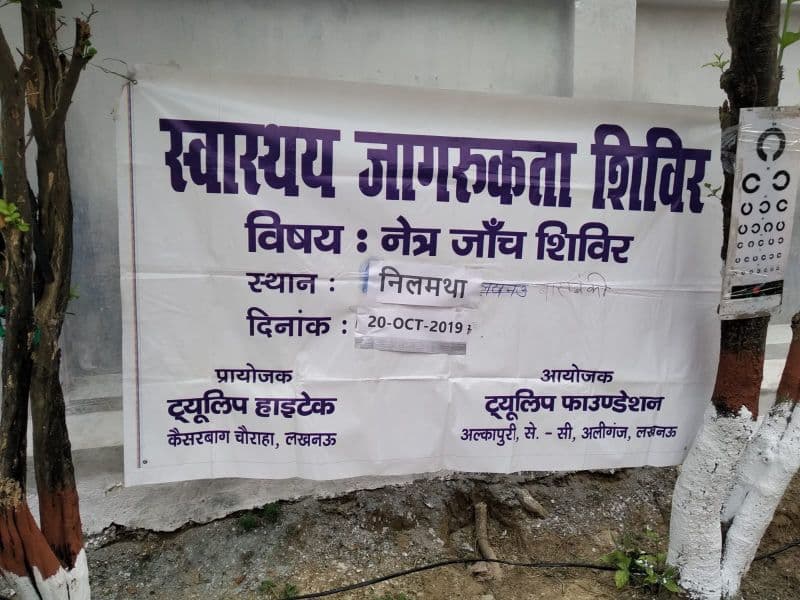 स्वास्थय जागरुकता शिविर
विषय : नेत्र जाँच शिविर
स्थान : निलमथा लखनऊ
दिनांक : 20-OCT-2019
प्रायोजक
ट्यूलिप हाइटेक
कैसरबाग चौराहा, लखनऊ
आयोजक
ट्यूलिप फाउण्डेशन
अल्कापुरी, से. - सी, अलीगंज, लखनऊ